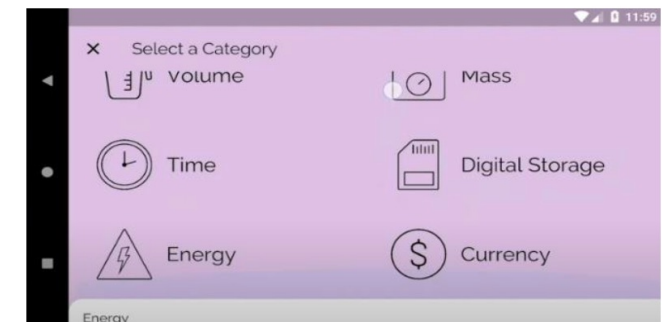 11:59
Select a Category
Volume
Mass
Time
Digital Storage
Energy
$
Currency
Energy